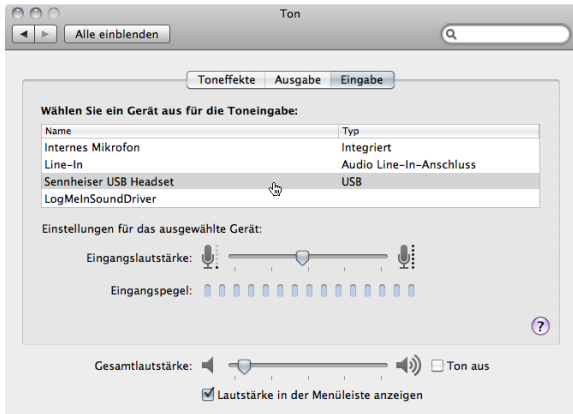 Ton
Alle einblenden
Toneffekte Ausgabe Eingabe
Wählen Sie ein Gerät aus für die Toneingabe:
Name Typ
Internes Mikrofon Integriert
Line-In Audio Line-In-Anschluss
Sennheiser USB Headset USB
LogMeInSoundDriver
Einstellungen für das ausgewählte Gerät:
Eingangslautstärke:
Eingangspegel:
?
Gesamtlautstärke: Ton aus
Lautstärke in der Menüleiste anzeigen